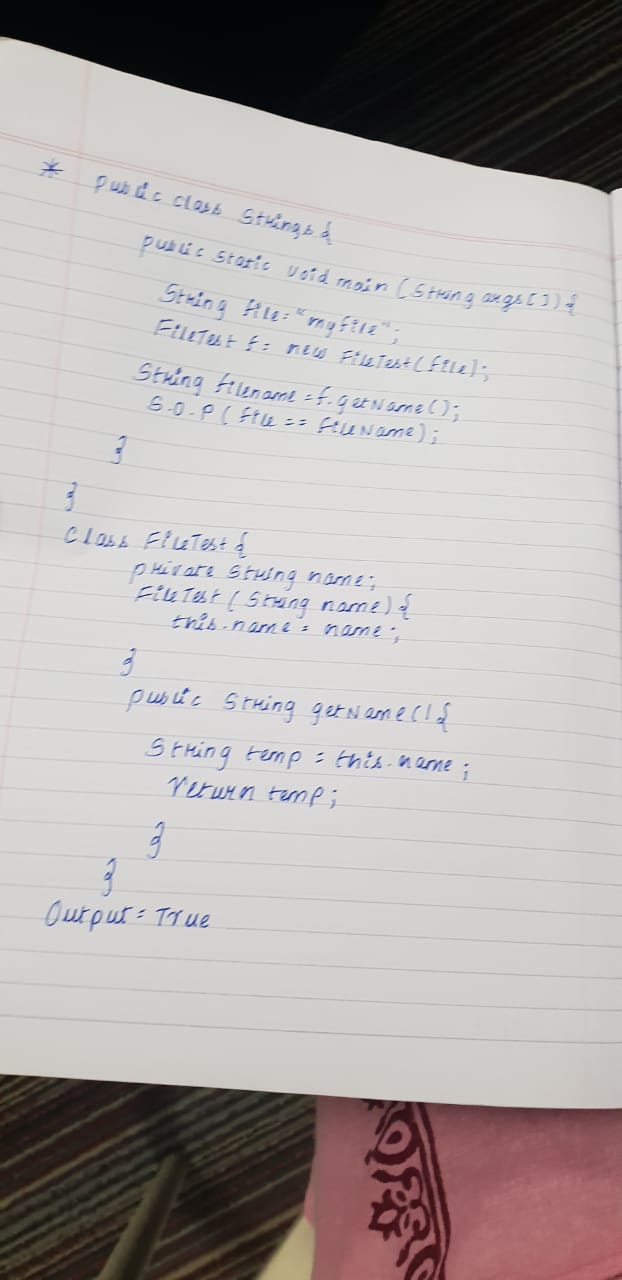 * Public class Strings{
public static void main (String args[]){
String file="myfile";
FileTest f= new FileTest(file);
String filename =f.getName();
S.O.P ( file == fileName);
}
}
Class FileTest{
private String name;
FileTest ( String name) {
this.name = name;
}
public String getName(){
String temp = this.name;
return temp;
}
}
Output = True